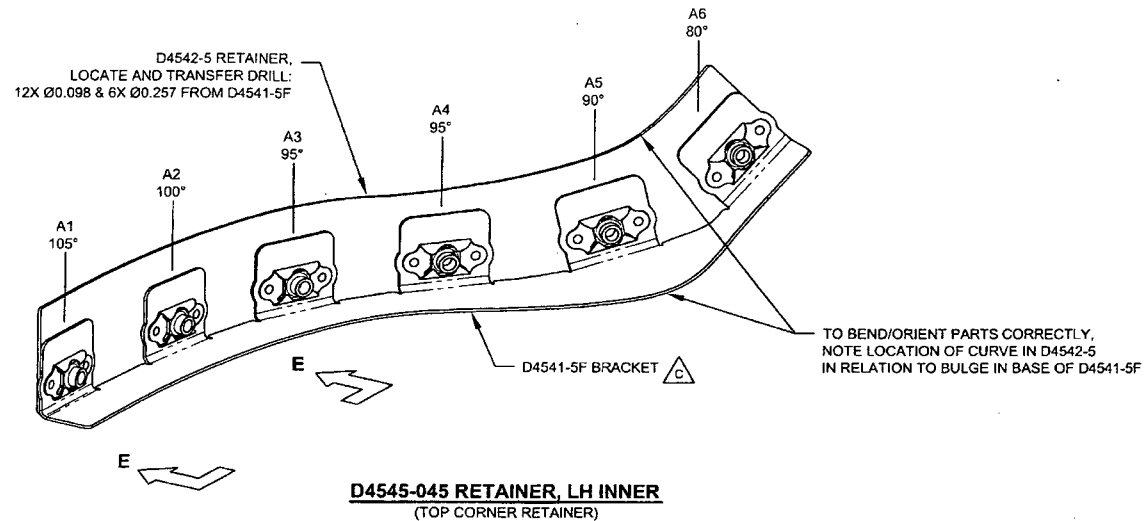 A6
80°
D4542-5 RETAINER,
LOCATE AND TRANSFER DRILL:
12X Ø0.098 & 6X Ø0.257 FROM D4541-5F
A5
90°
A4
95°
A3
95°
A2
100°
A1
105°
TO BEND/ORIENT PARTS CORRECTLY,
NOTE LOCATION OF CURVE IN D4542-5
IN RELATION TO BULGE IN BASE OF D4541-5F
E
D4541-5F BRACKET C
E
D4545-045 RETAINER, LH INNER
(TOP CORNER RETAINER)